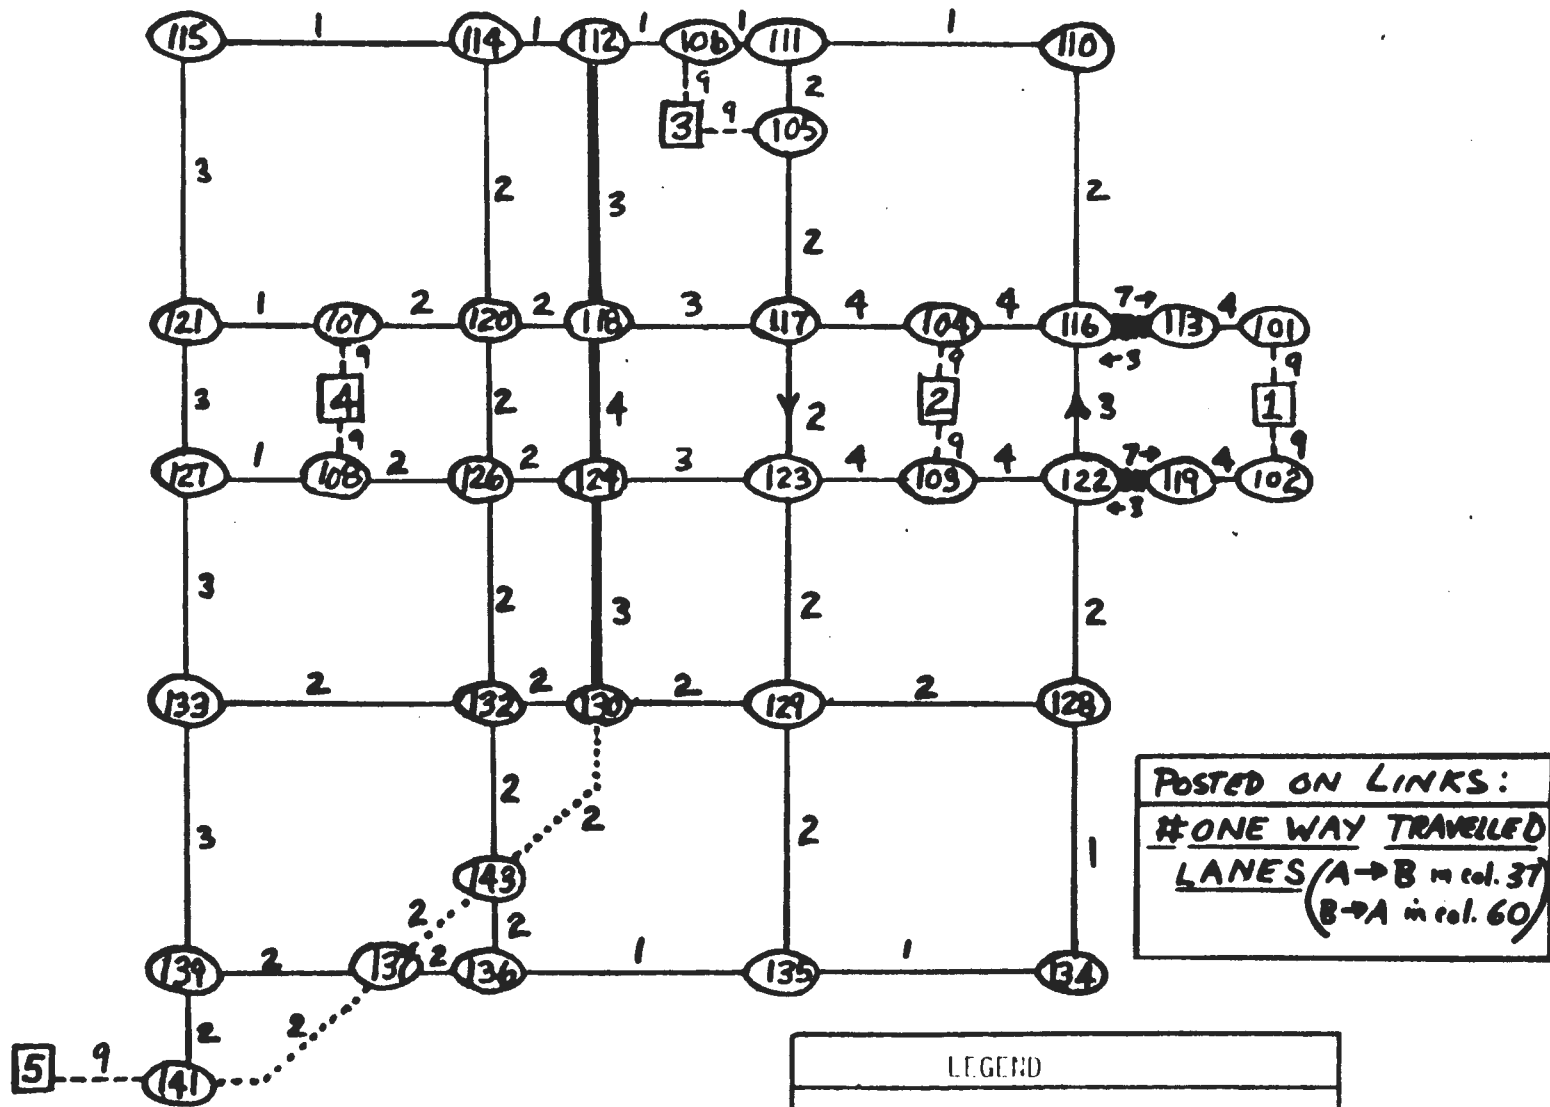 1 1 1 1 1
115 114 112 106 111 110
9 2
3 9 105
3 2 3 2 2
1 2 2 3 4 4 7→ 4
121 107 120 118 117 104 116 113 101
←3
9 9 9
3 4 2 4 2 2 3 1
9 9 9
1 2 2 3 4 4 7→ 4
127 108 126 124 123 103 122 119 102
←3
3 2 3 2 2
2 2 2 2
133 132 130 129 128
3 2 2 2 1
143
2 2
2 2 1 1
139 137 136 135 134
2 2
5 9 141
POSTED ON LINKS:
# ONE WAY TRAVELLED
LANES (A→B in col. 37
B→A in col. 60)
LEGEND